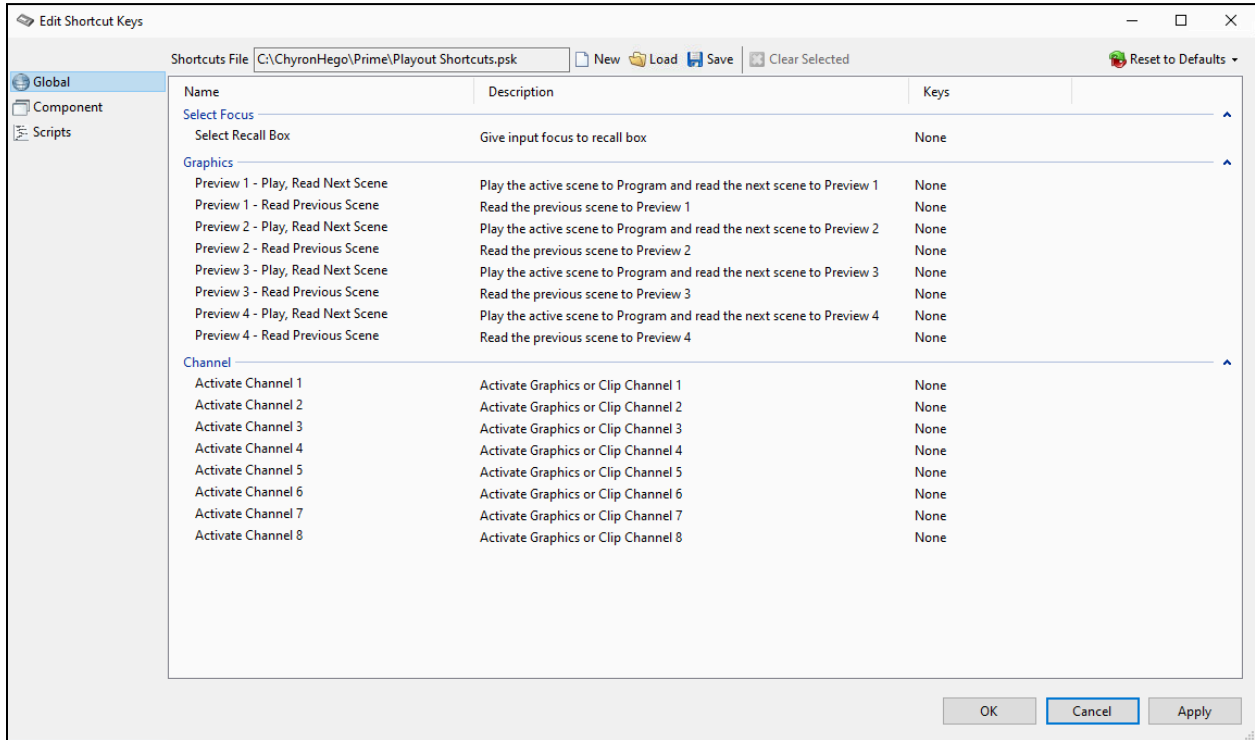 Edit Shortcut Keys
Shortcuts File C:\ChyronHego\Prime\Playout Shortcuts.psk New Load Save Clear Selected Reset to Defaults
Global
Component
Scripts
Name Description Keys
Select Focus
Select Recall Box Give input focus to recall box None
Graphics
Preview 1 - Play, Read Next Scene Play the active scene to Program and read the next scene to Preview 1 None
Preview 1 - Read Previous Scene Read the previous scene to Preview 1 None
Preview 2 - Play, Read Next Scene Play the active scene to Program and read the next scene to Preview 2 None
Preview 2 - Read Previous Scene Read the previous scene to Preview 2 None
Preview 3 - Play, Read Next Scene Play the active scene to Program and read the next scene to Preview 3 None
Preview 3 - Read Previous Scene Read the previous scene to Preview 3 None
Preview 4 - Play, Read Next Scene Play the active scene to Program and read the next scene to Preview 4 None
Preview 4 - Read Previous Scene Read the previous scene to Preview 4 None
Channel
Activate Channel 1 Activate Graphics or Clip Channel 1 None
Activate Channel 2 Activate Graphics or Clip Channel 2 None
Activate Channel 3 Activate Graphics or Clip Channel 3 None
Activate Channel 4 Activate Graphics or Clip Channel 4 None
Activate Channel 5 Activate Graphics or Clip Channel 5 None
Activate Channel 6 Activate Graphics or Clip Channel 6 None
Activate Channel 7 Activate Graphics or Clip Channel 7 None
Activate Channel 8 Activate Graphics or Clip Channel 8 None
OK Cancel Apply